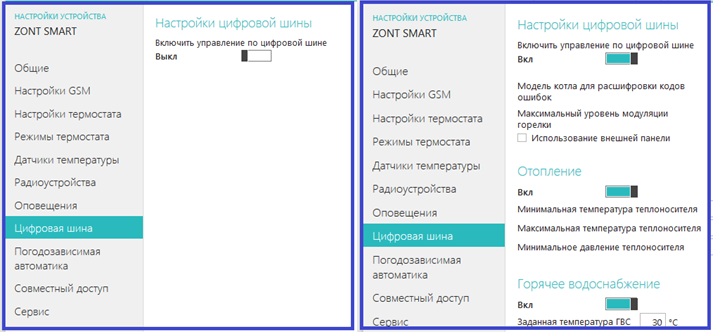 НАСТРОЙКИ УСТРОЙСТВА
ZONT SMART
Общие
Настройки GSM
Настройки термостата
Режимы термостата
Датчики температуры
Радиоустройства
Оповещения
Цифровая шина
Погодозависимая
автоматика
Совместный доступ
Сервис
Настройки цифровой шины
Включить управление по цифровой шине
Выкл
НАСТРОЙКИ УСТРОЙСТВА
ZONT SMART
Общие
Настройки GSM
Настройки термостата
Режимы термостата
Датчики температуры
Радиоустройства
Оповещения
Цифровая шина
Погодозависимая
автоматика
Совместный доступ
Сервис
Настройки цифровой шины
Включить управление по цифровой шине
Вкл
Модель котла для расшифровки кодов
ошибок
Максимальный уровень модуляции
горелки
Использование внешней панели
Отопление
Вкл
Минимальная температура теплоносителя
Максимальная температура теплоносителя
Минимальное давление теплоносителя
Горячее водоснабжение
Вкл
Заданная температура ГВС 30 °C